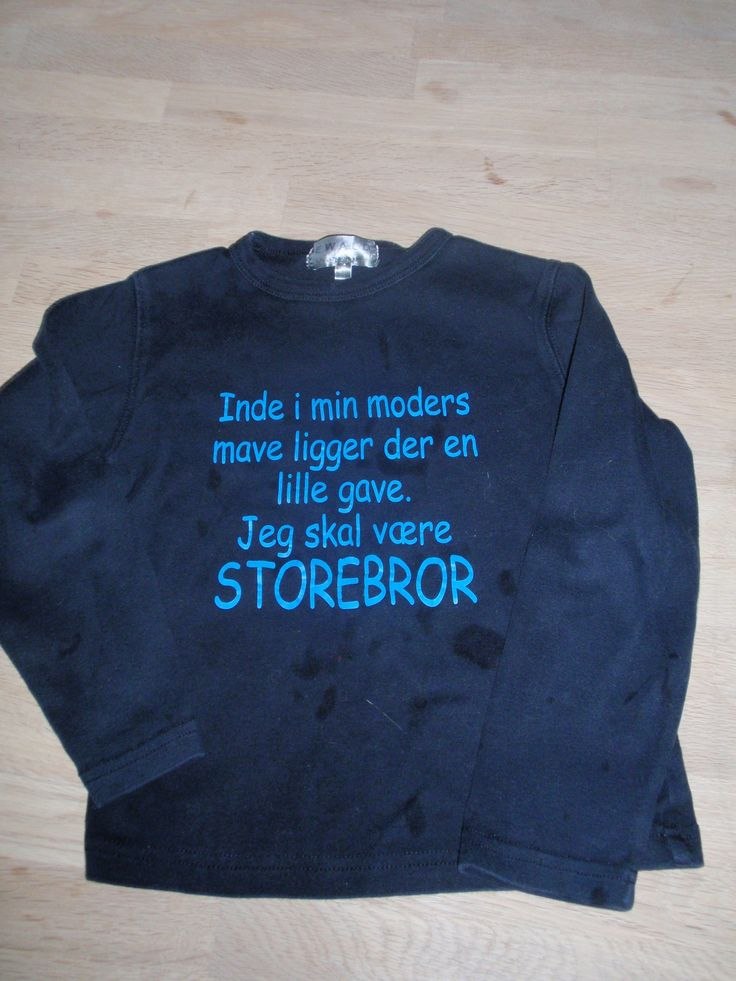 Inde i min moders
mave ligger der en
lille gave.
Jeg skal være
STOREBROR